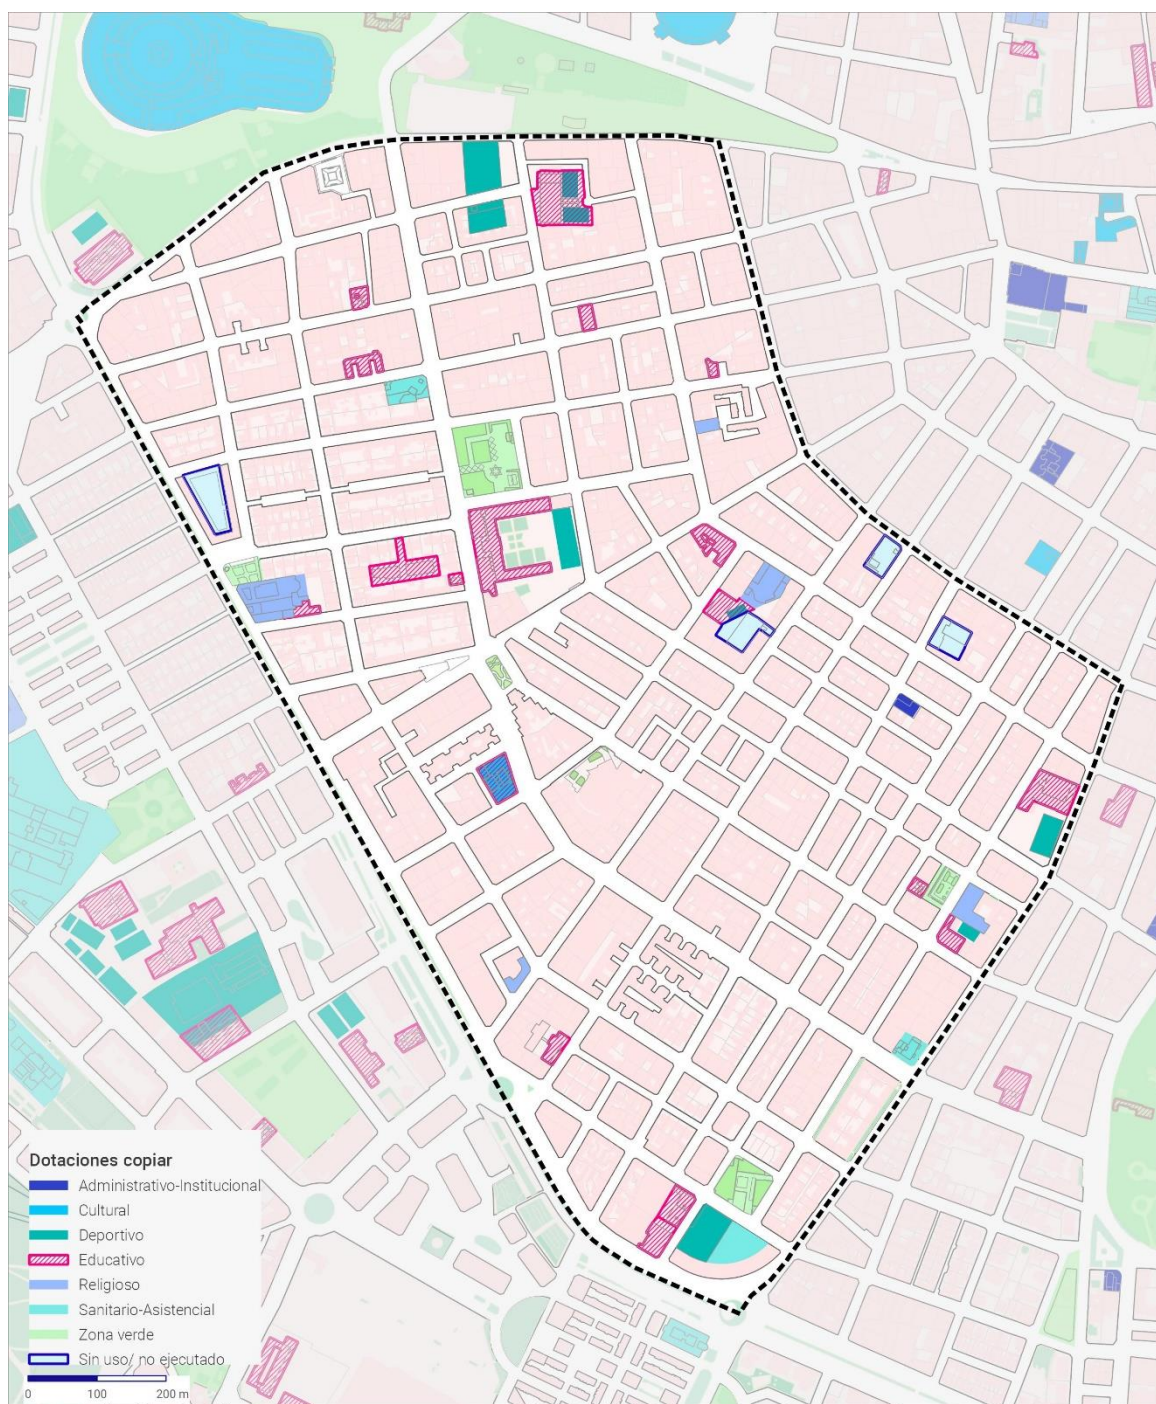 Dotaciones copiar
Administrativo-Institucional
Cultural
Deportivo
Educativo
Religioso
Sanitario-Asistencial
Zona verde
Sin uso/ no ejecutado
0 100 200 m